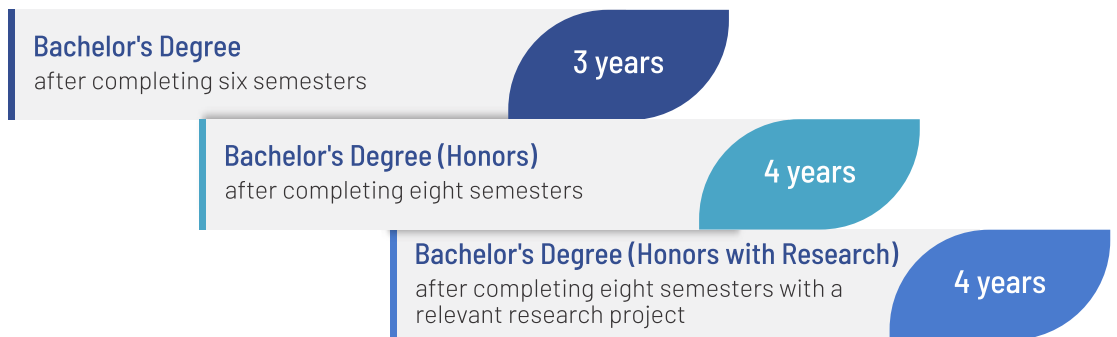 Bachelor's Degree
after completing six semesters
3 years
Bachelor's Degree (Honors)
after completing eight semesters
4 years
Bachelor's Degree (Honors with Research)
after completing eight semesters with a
relevant research project
4 years